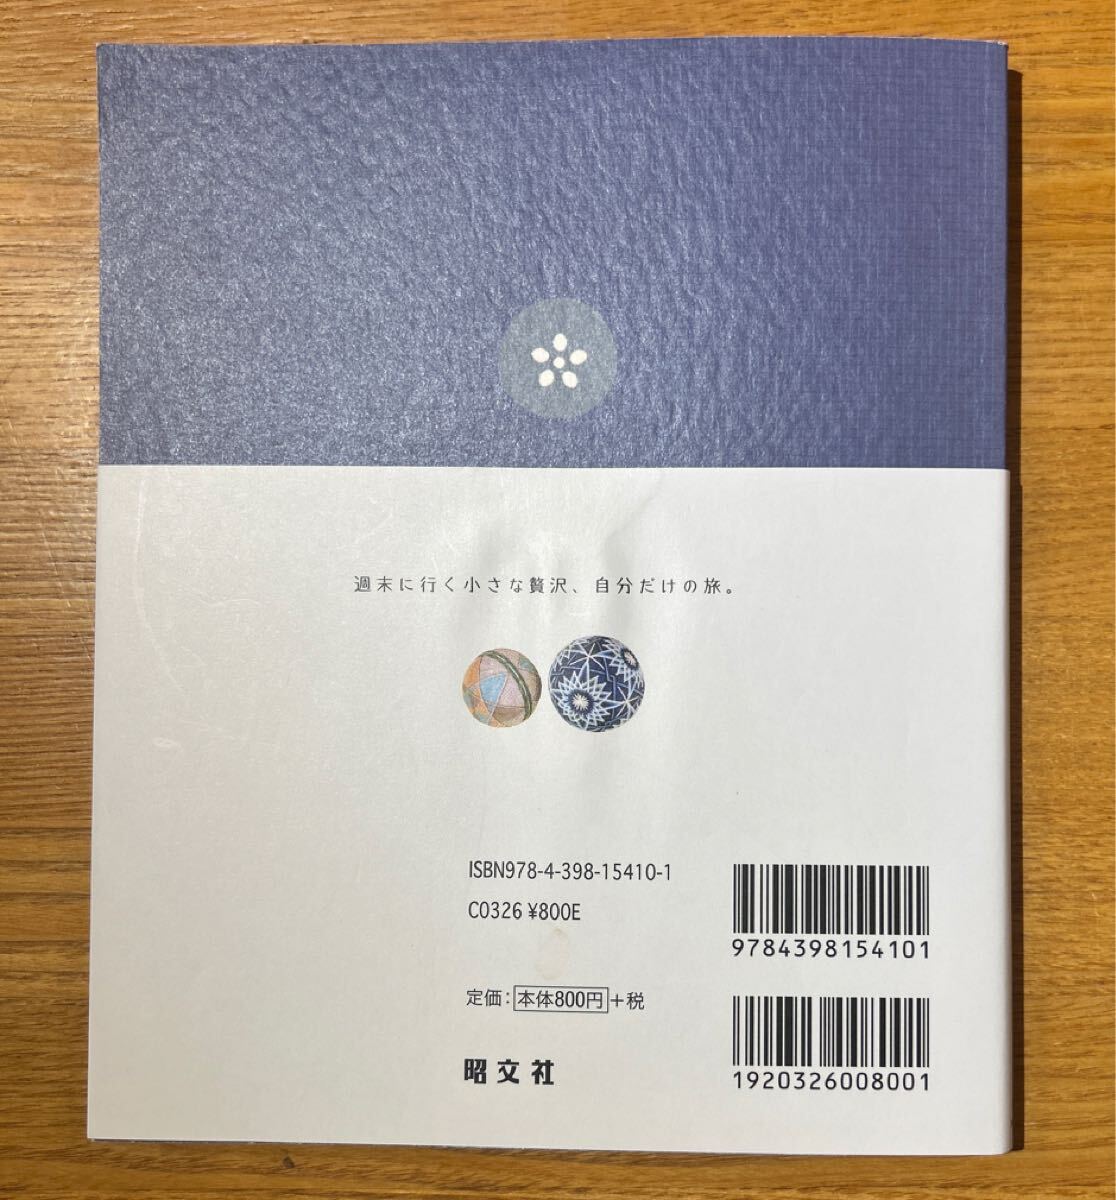 週末に行く小さな贅沢、自分だけの旅。
ISBN978-4-398-15410-1
C0326 ¥800E
9784398154101
定価：本体800円+税
1920326008001
昭文社